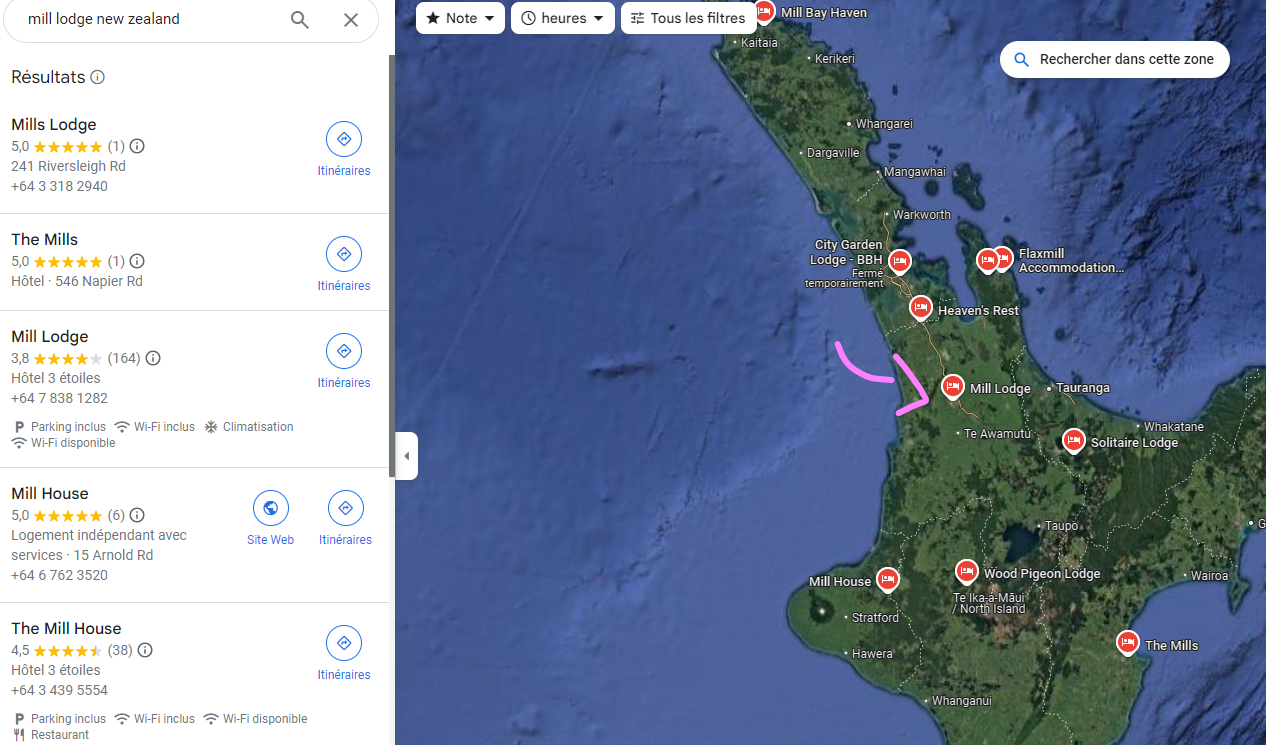 mill lodge new zealand
Résultats
Mills Lodge
5,0 (1)
241 Riversleigh Rd
+64 3 318 2940
Itinéraires
The Mills
5,0 (1)
Hôtel · 546 Napier Rd
Itinéraires
Mill Lodge
3,8 (164)
Hôtel 3 étoiles
+64 7 838 1282
Itinéraires
Parking inclus Wi-Fi inclus Climatisation
Wi-Fi disponible
Mill House
5,0 (6)
Logement indépendant avec
services · 15 Arnold Rd
+64 6 762 3520
Site Web Itinéraires
The Mill House
4,5 (38)
Hôtel 3 étoiles
+64 3 439 5554
Itinéraires
Parking inclus Wi-Fi inclus Wi-Fi disponible
Restaurant
Note heures Tous les filtres
Rechercher dans cette zone
Mill Bay Haven
Kaitaia
Kerikeri
Whangarei
Dargaville
Mangawhai
Warkworth
City Garden
Lodge - BBH
Fermé
temporairement
Flaxmill
Accommodation...
Heaven's Rest
Mill Lodge
Tauranga
Whakatane
Te Awamutu
Solitaire Lodge
Taupo
G
Mill House
Wood Pigeon Lodge
Wairoa
Te Ika-a-Māui
/ North Island
Stratford
The Mills
Hawera
Whanganui